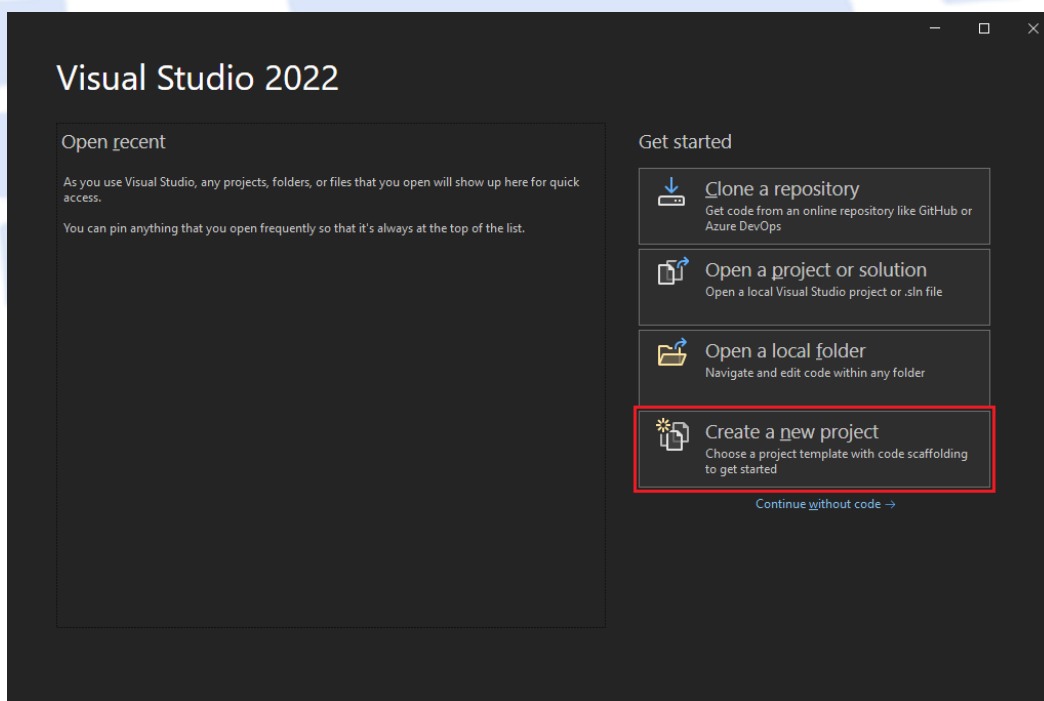 Visual Studio 2022
Open recent
As you use Visual Studio, any projects, folders, or files that you open will show up here for quick
access.
You can pin anything that you open frequently so that it's always at the top of the list.
Get started
Clone a repository
Get code from an online repository like GitHub or
Azure DevOps
Open a project or solution
Open a local Visual Studio project or .sln file
Open a local folder
Navigate and edit code within any folder
Create a new project
Choose a project template with code scaffolding
to get started
Continue without code →